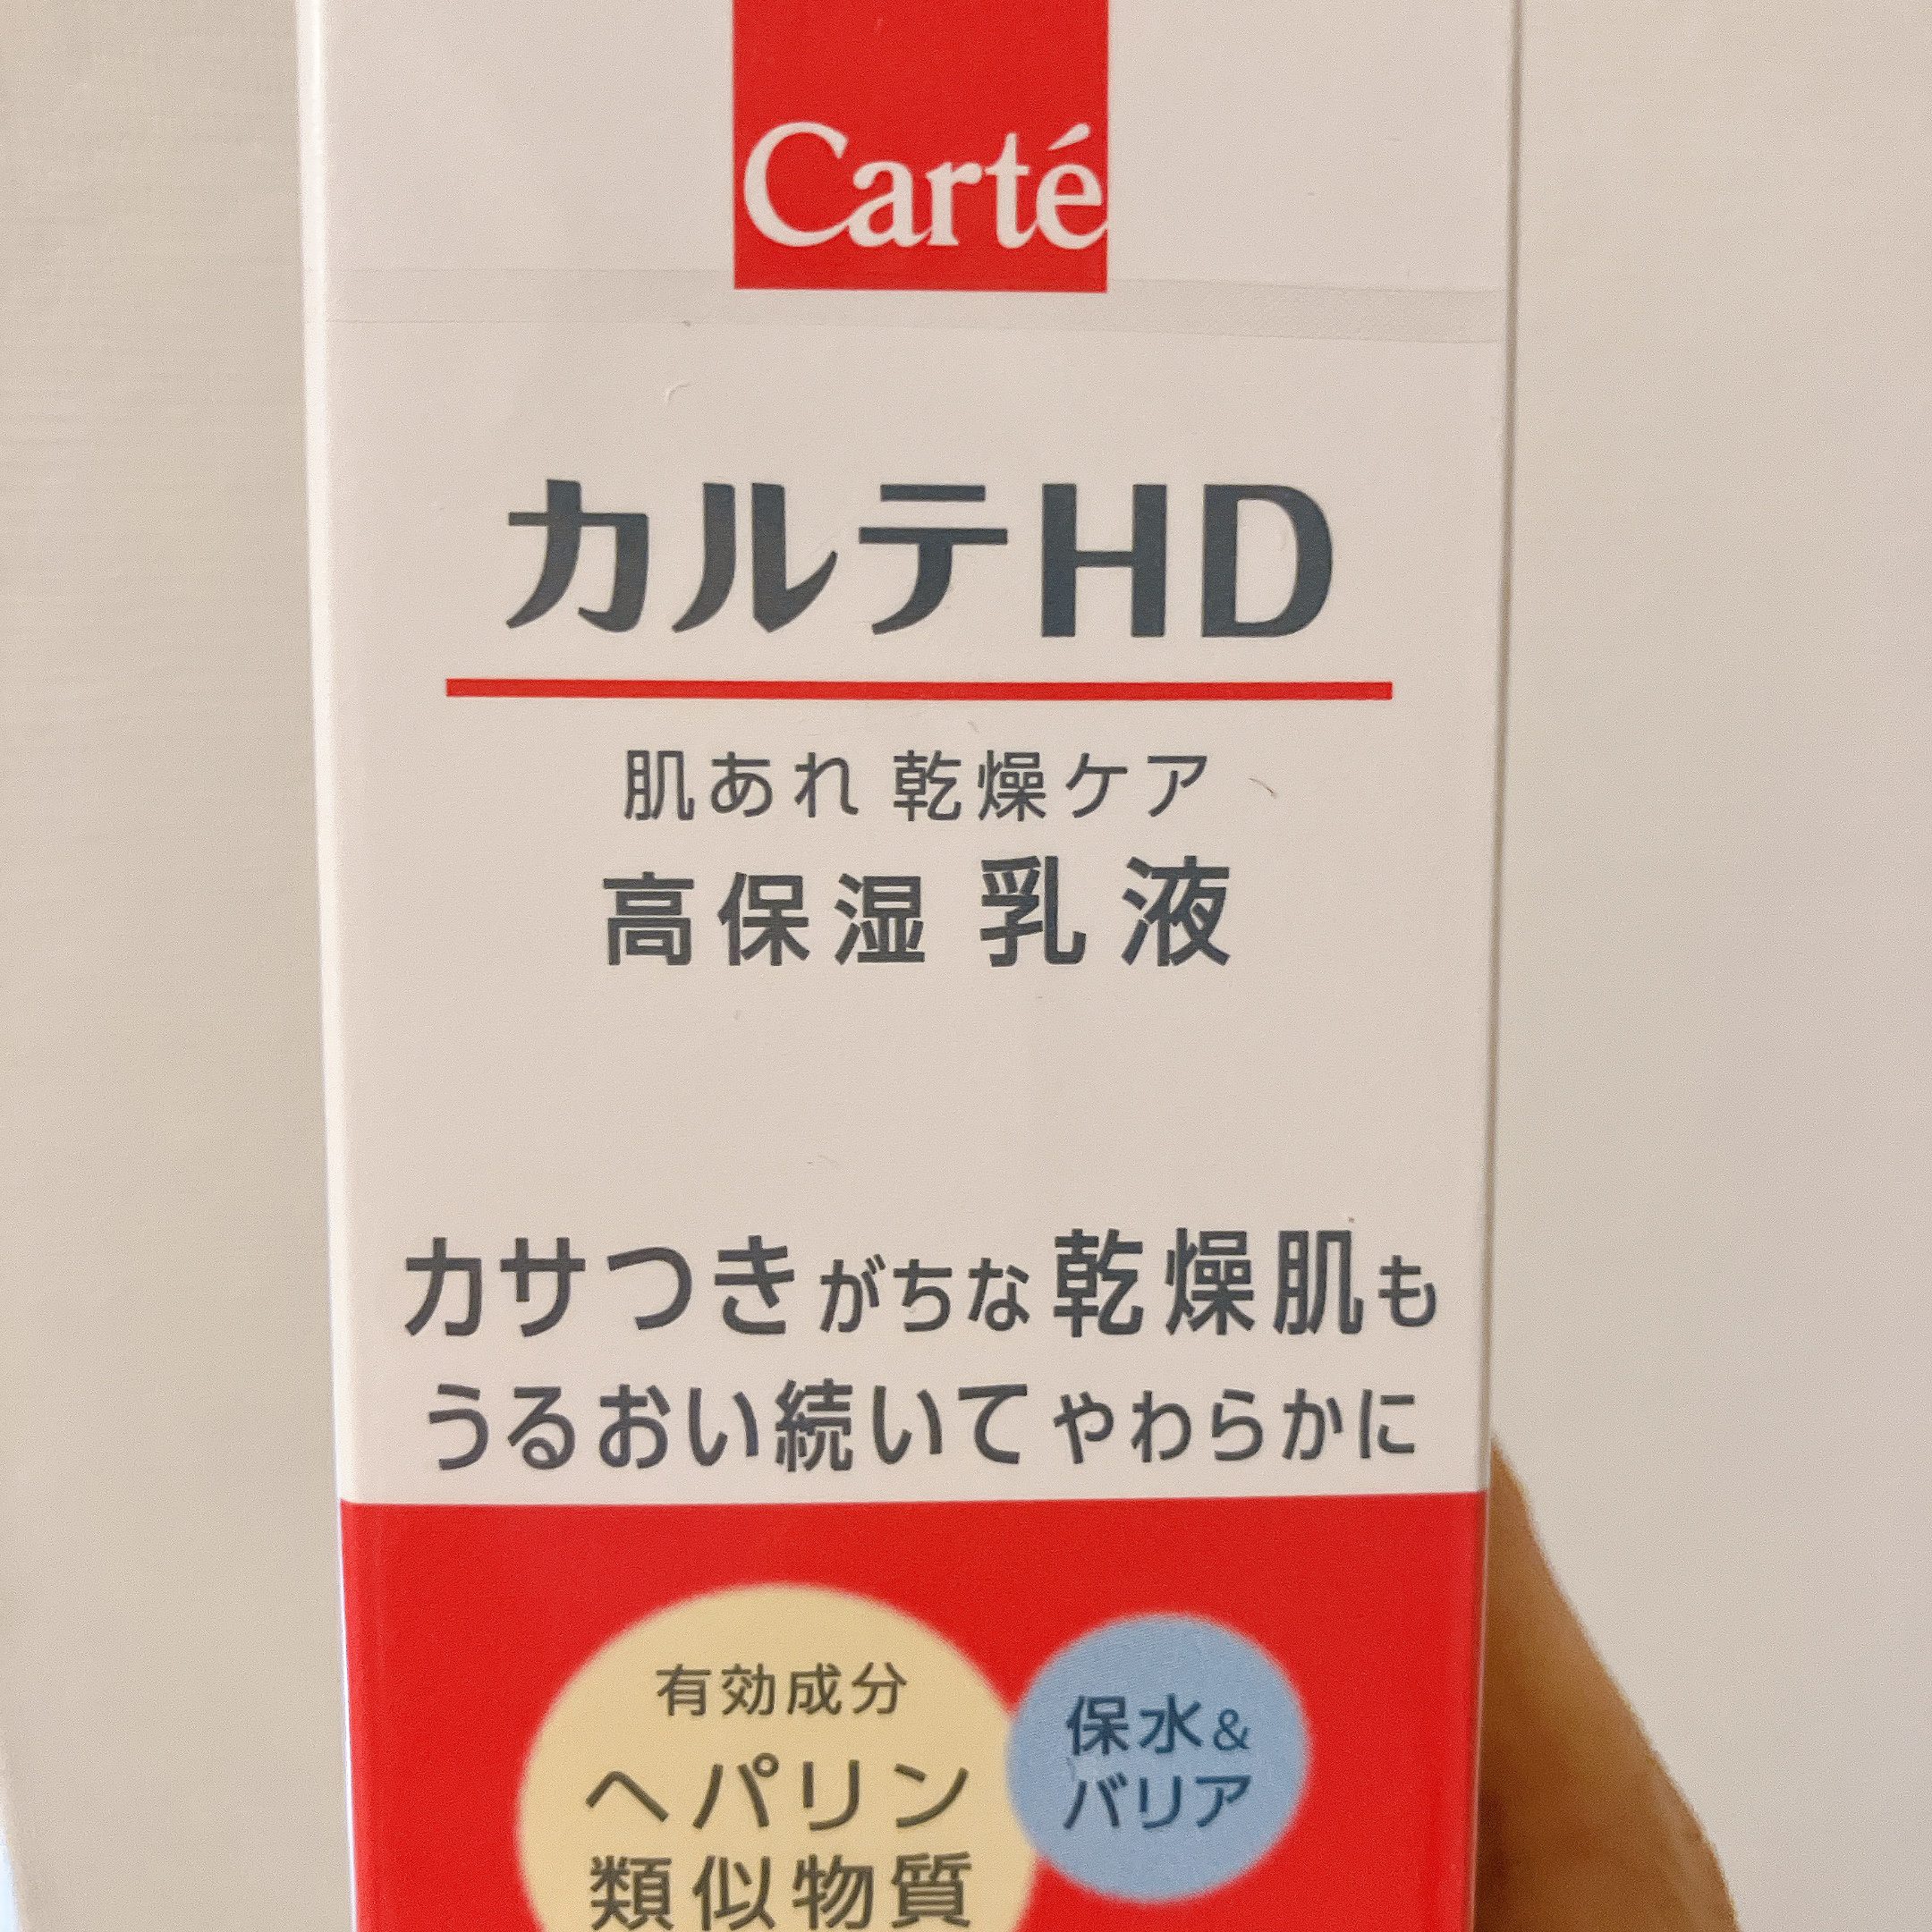 Carté
カルテHD
肌あれ 乾燥ケア
高保湿 乳液
カサつきがちな乾燥肌も
うるおい続いてやわらかに
有効成分
ヘパリン
類似物質
保水&
バリア